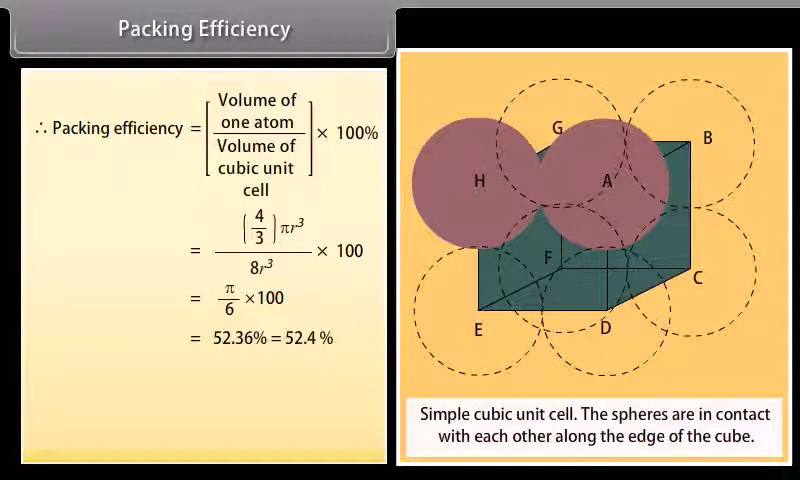 Packing Efficiency
∴ Packing efficiency = [Volume of one atom / Volume of cubic unit cell] × 100%
= (4/3)πr³ / 8r³ × 100
= π/6 ×100
= 52.36% = 52.4 %
G
B
H
A
F
C
E
D
Simple cubic unit cell. The spheres are in contact
with each other along the edge of the cube.